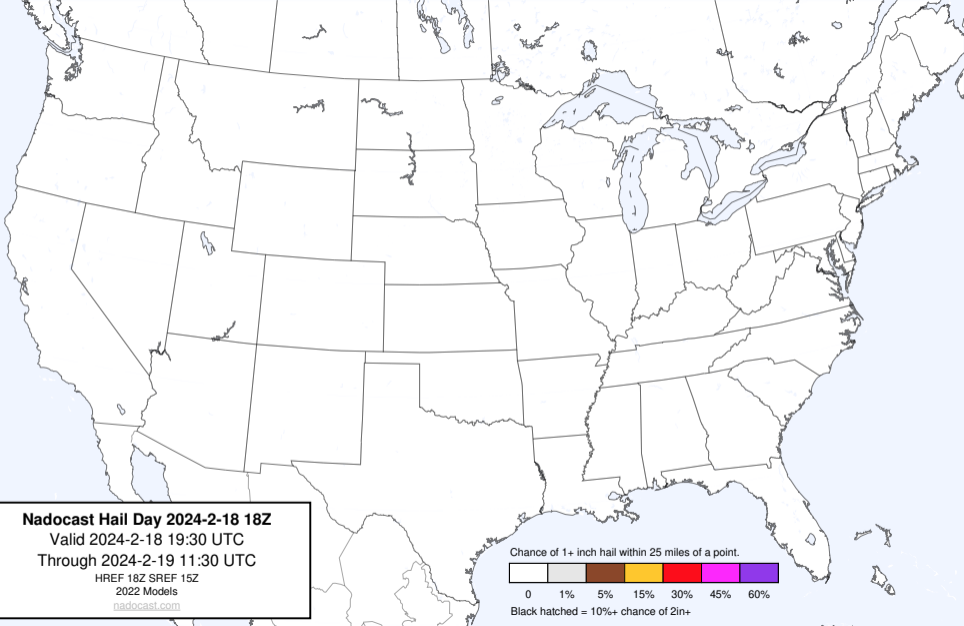 Nadocast Hail Day 2024-2-18 18Z
Valid 2024-2-18 19:30 UTC
Through 2024-2-19 11:30 UTC
HREF 18Z SREF 15Z
2022 Models
nadocast.com
Chance of 1+ inch hail within 25 miles of a point.
0 1% 5% 15% 30% 45% 60%
Black hatched = 10%+ chance of 2in+